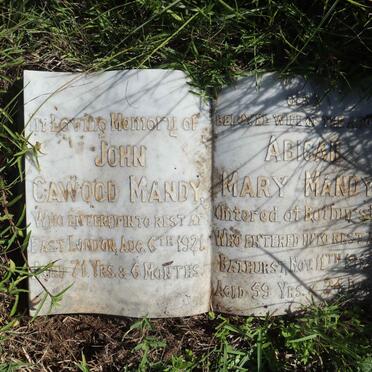 In Loving Memory of
JOHN
CAWOOD MANDY,
WHO ENTERED INTO REST AT
EAST LONDON, AUG. 6TH 1921.
AGED 71 YRS. & 6 MONTHS.
ABIGAIL
MARY MANDY
WHO ENTERED INTO REST
BATHURST, NOV. 11TH
AGED 59 YRS.